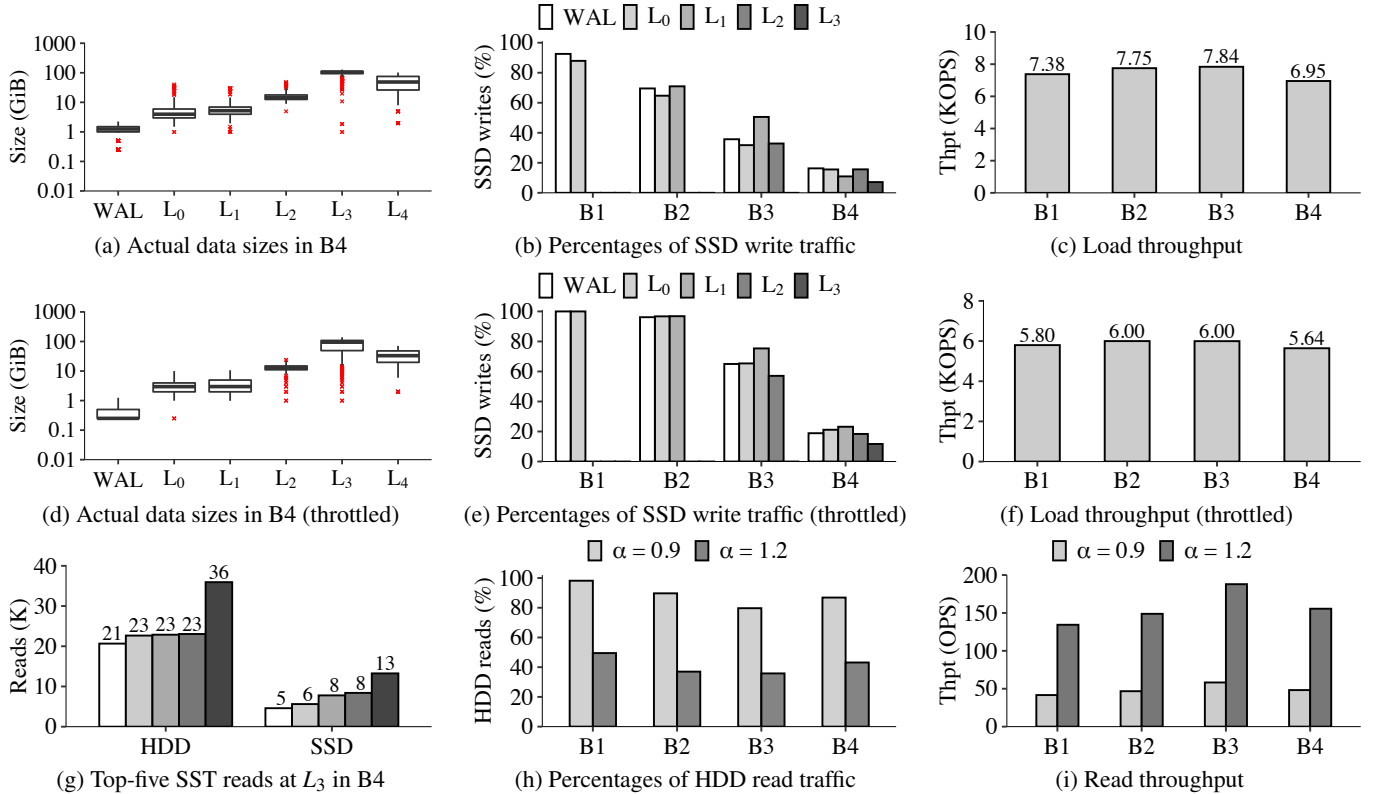 WAL L₀ L₁ L₂ L₃
Size (GiB)
1000
100
10
1
0.1
0.01
WAL L₀ L₁ L₂ L₃ L₄
(a) Actual data sizes in B4
SSD writes (%)
100
80
60
40
20
0
B1 B2 B3 B4
(b) Percentages of SSD write traffic
Thpt (KOPS)
10
8
6
4
2
0
7.38 7.75 7.84 6.95
B1 B2 B3 B4
(c) Load throughput
WAL L₀ L₁ L₂ L₃
Size (GiB)
1000
100
10
1
0.1
0.01
WAL L₀ L₁ L₂ L₃ L₄
(d) Actual data sizes in B4 (throttled)
SSD writes (%)
100
80
60
40
20
0
B1 B2 B3 B4
(e) Percentages of SSD write traffic (throttled)
Thpt (KOPS)
8
6
4
2
0
5.80 6.00 6.00 5.64
B1 B2 B3 B4
(f) Load throughput (throttled)
Reads (K)
40
30
20
10
0
21 23 23 23 36
5 6 8 8 13
HDD SSD
(g) Top-five SST reads at L₃ in B4
α = 0.9 α = 1.2
HDD reads (%)
100
80
60
40
20
0
B1 B2 B3 B4
(h) Percentages of HDD read traffic
α = 0.9 α = 1.2
Thpt (OPS)
200
150
100
50
0
B1 B2 B3 B4
(i) Read throughput